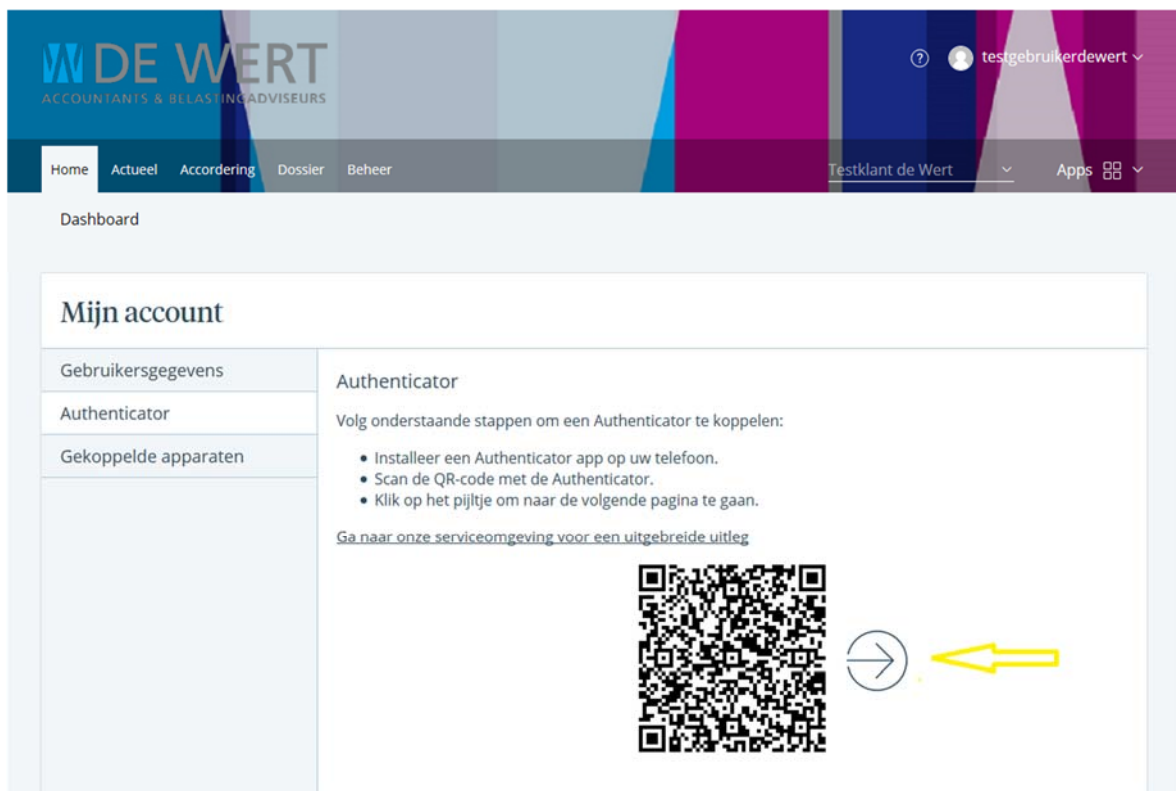 W DE WERT
ACCOUNTANTS & BELASTINGADVISEURS
testgebruikerdewert
Home Actueel Accordering Dossier Beheer Testklant de Wert Apps
Dashboard
Mijn account
Gebruikersgegevens
Authenticator
Gekoppelde apparaten
Authenticator
Volg onderstaande stappen om een Authenticator te koppelen:
• Installeer een Authenticator app op uw telefoon.
• Scan de QR-code met de Authenticator.
• Klik op het pijltje om naar de volgende pagina te gaan.
Ga naar onze serviceomgeving voor een uitgebreide uitleg